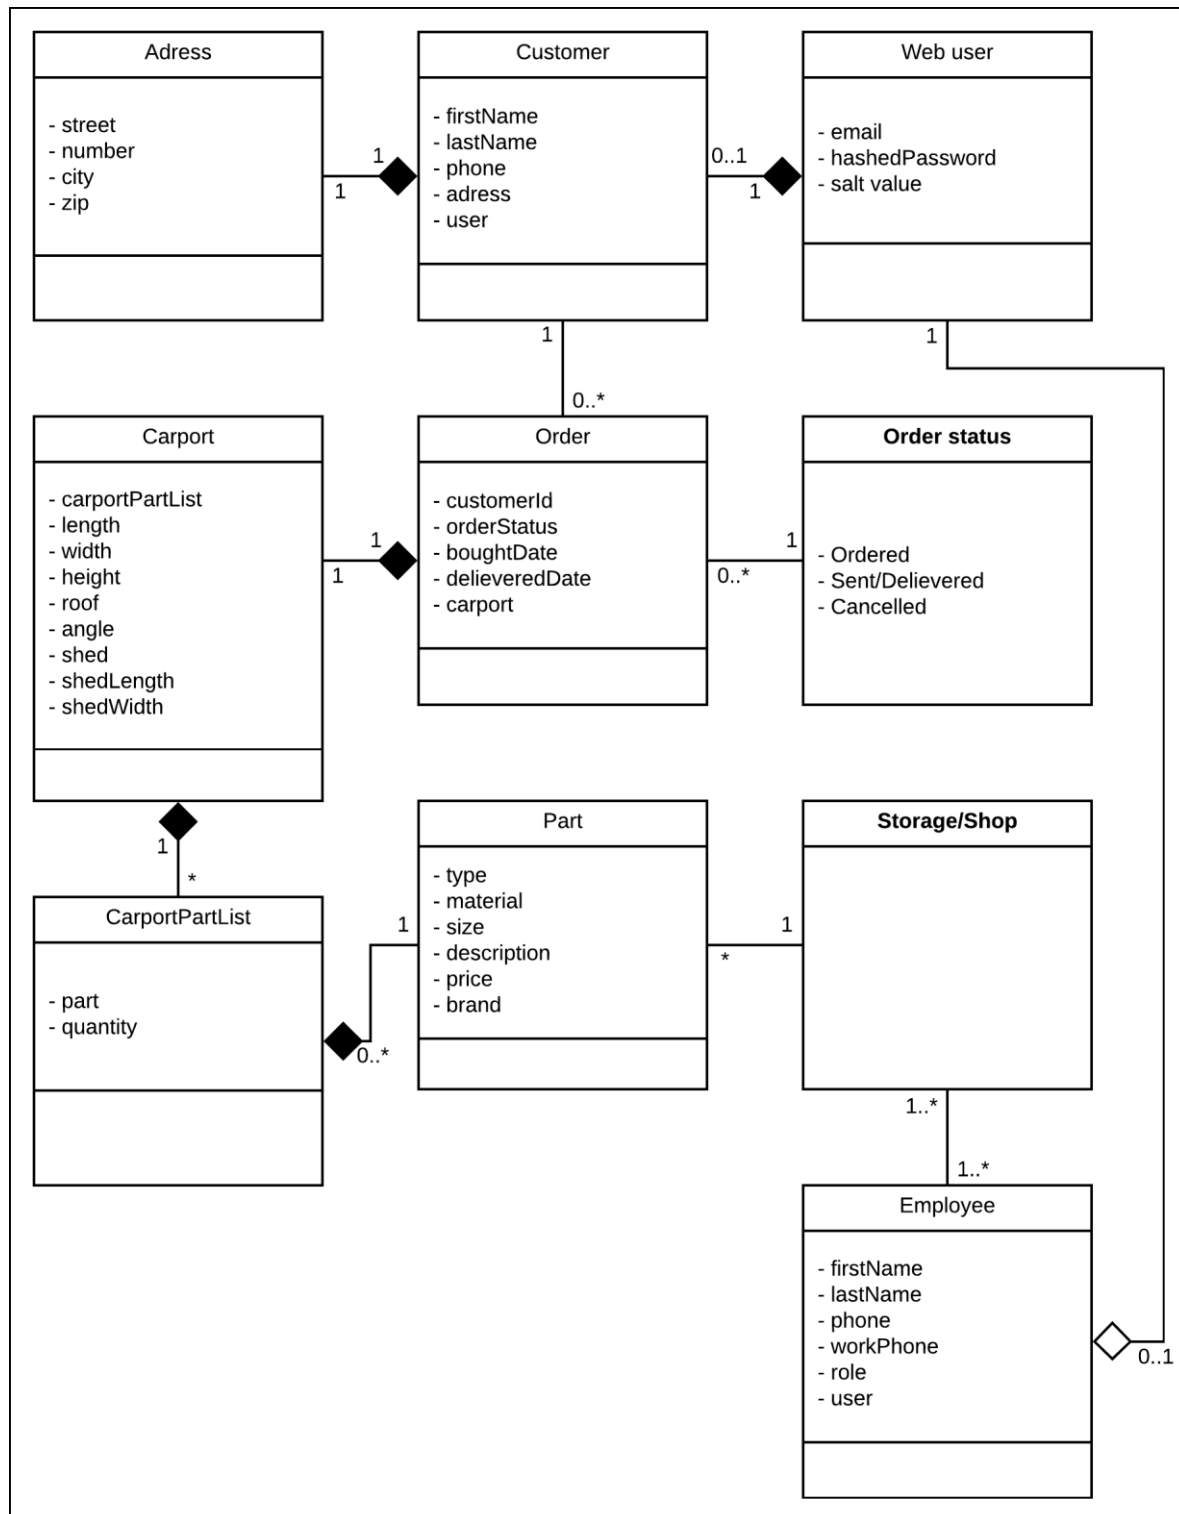 Adress
- street
- number
- city
- zip
1
1
Customer
- firstName
- lastName
- phone
- adress
- user
0..1
1
Web user
- email
- hashedPassword
- salt value
1
0..*
1
Carport
- carportPartList
- length
- width
- height
- roof
- angle
- shed
- shedLength
- shedWidth
1
1
Order
- customerId
- orderStatus
- boughtDate
- delieveredDate
- carport
1
0..*
Order status
- Ordered
- Sent/Delievered
- Cancelled
1
*
CarportPartList
- part
- quantity
1
0..*
Part
- type
- material
- size
- description
- price
- brand
1
*
Storage/Shop
1..*
1..*
Employee
- firstName
- lastName
- phone
- workPhone
- role
- user
0..1